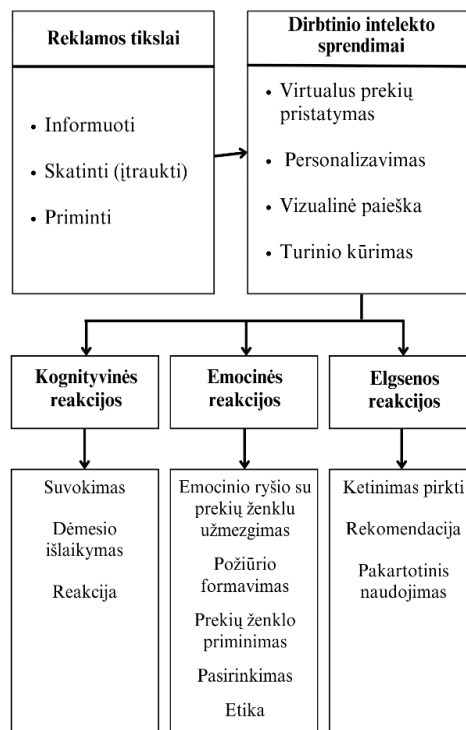 Reklamos tikslai
• Informuoti
• Skatinti (įtraukti)
• Priminti
Dirbtinio intelekto
sprendimai
• Virtualus prekių
pristatymas
• Personalizavimas
• Vizualinė paieška
• Turinio kūrimas
Kognityvinės
reakcijos
Suvokimas
Dėmesio
išlaikymas
Reakcija
Emocinės
reakcijos
Emocinio ryšio su
prekių ženklu
užmezgimas
Požiūrio
formavimas
Prekių ženklo
priminimas
Pasirinkimas
Etika
Elgsenos
reakcijos
Ketinimas pirkti
Rekomendacija
Pakartotinis
naudojimas